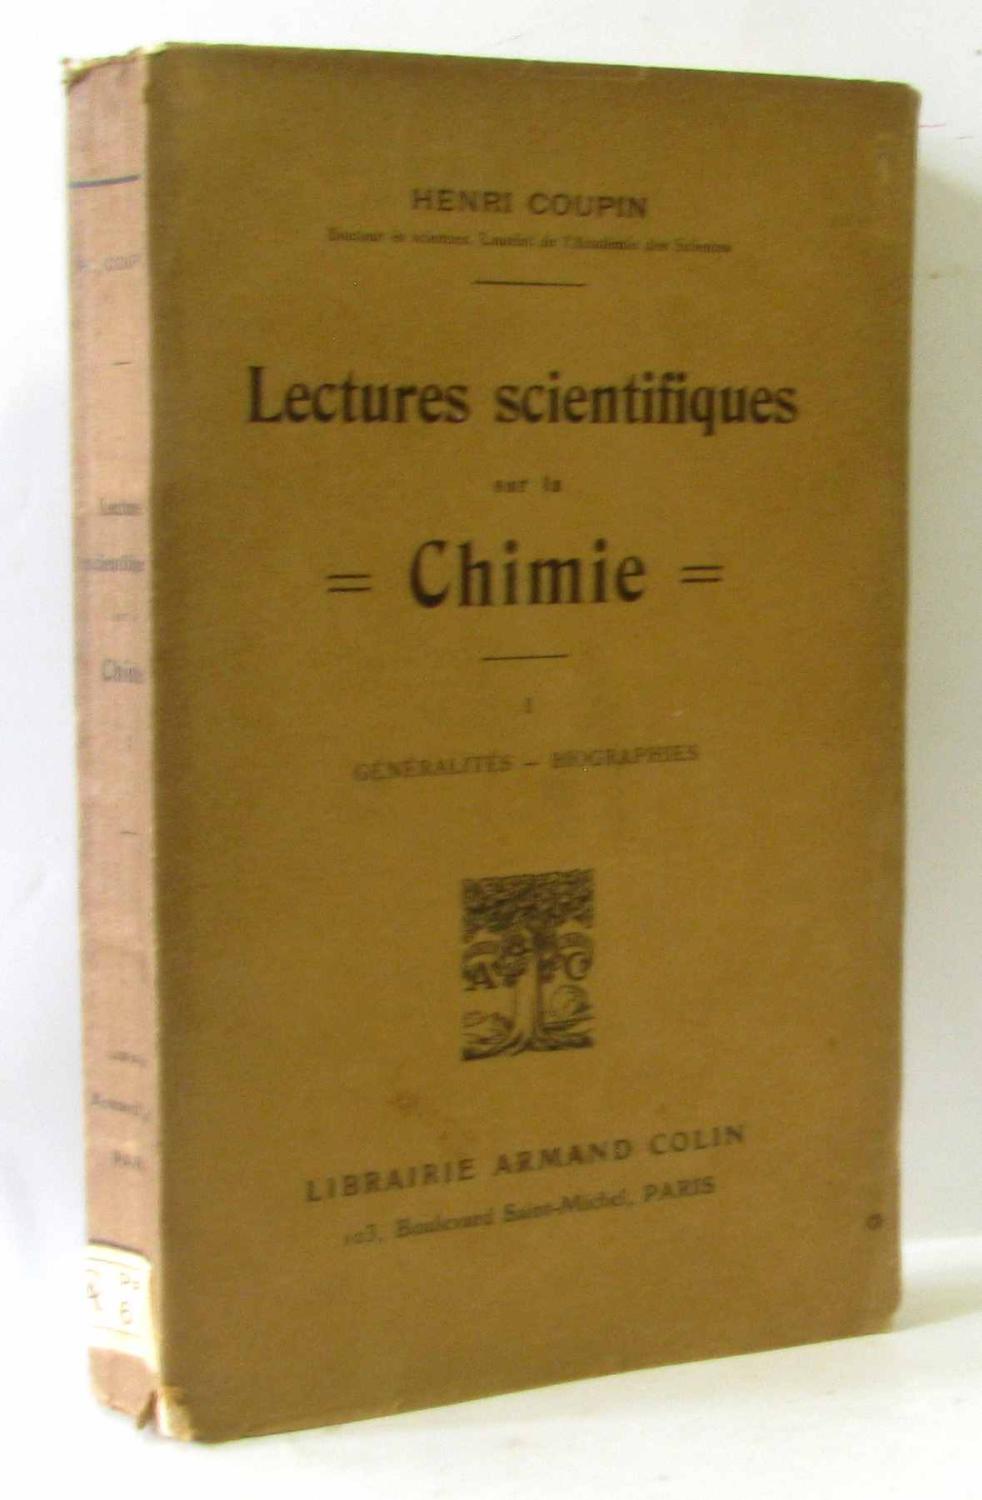 HENRI COUPIN
Docteur ès sciences, Lauréat de l'Académie des Sciences
Lectures scientifiques
sur la
= Chimie =
I
GÉNÉRALITÉS — BIOGRAPHIES
A & C
LIBRAIRIE ARMAND COLIN
103, Boulevard Saint-Michel, PARIS